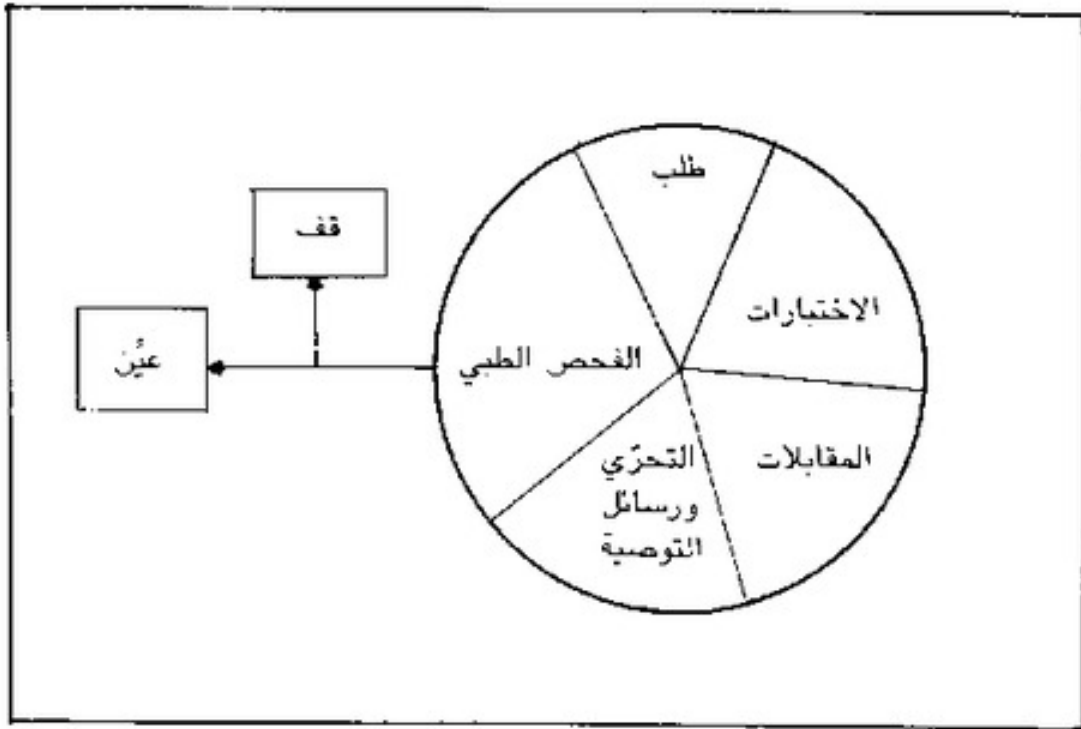 طلب
قف
الاختبارات
عيّن
الفحص الطبي
المقابلات
التحرّي
ورسائل
التوصية